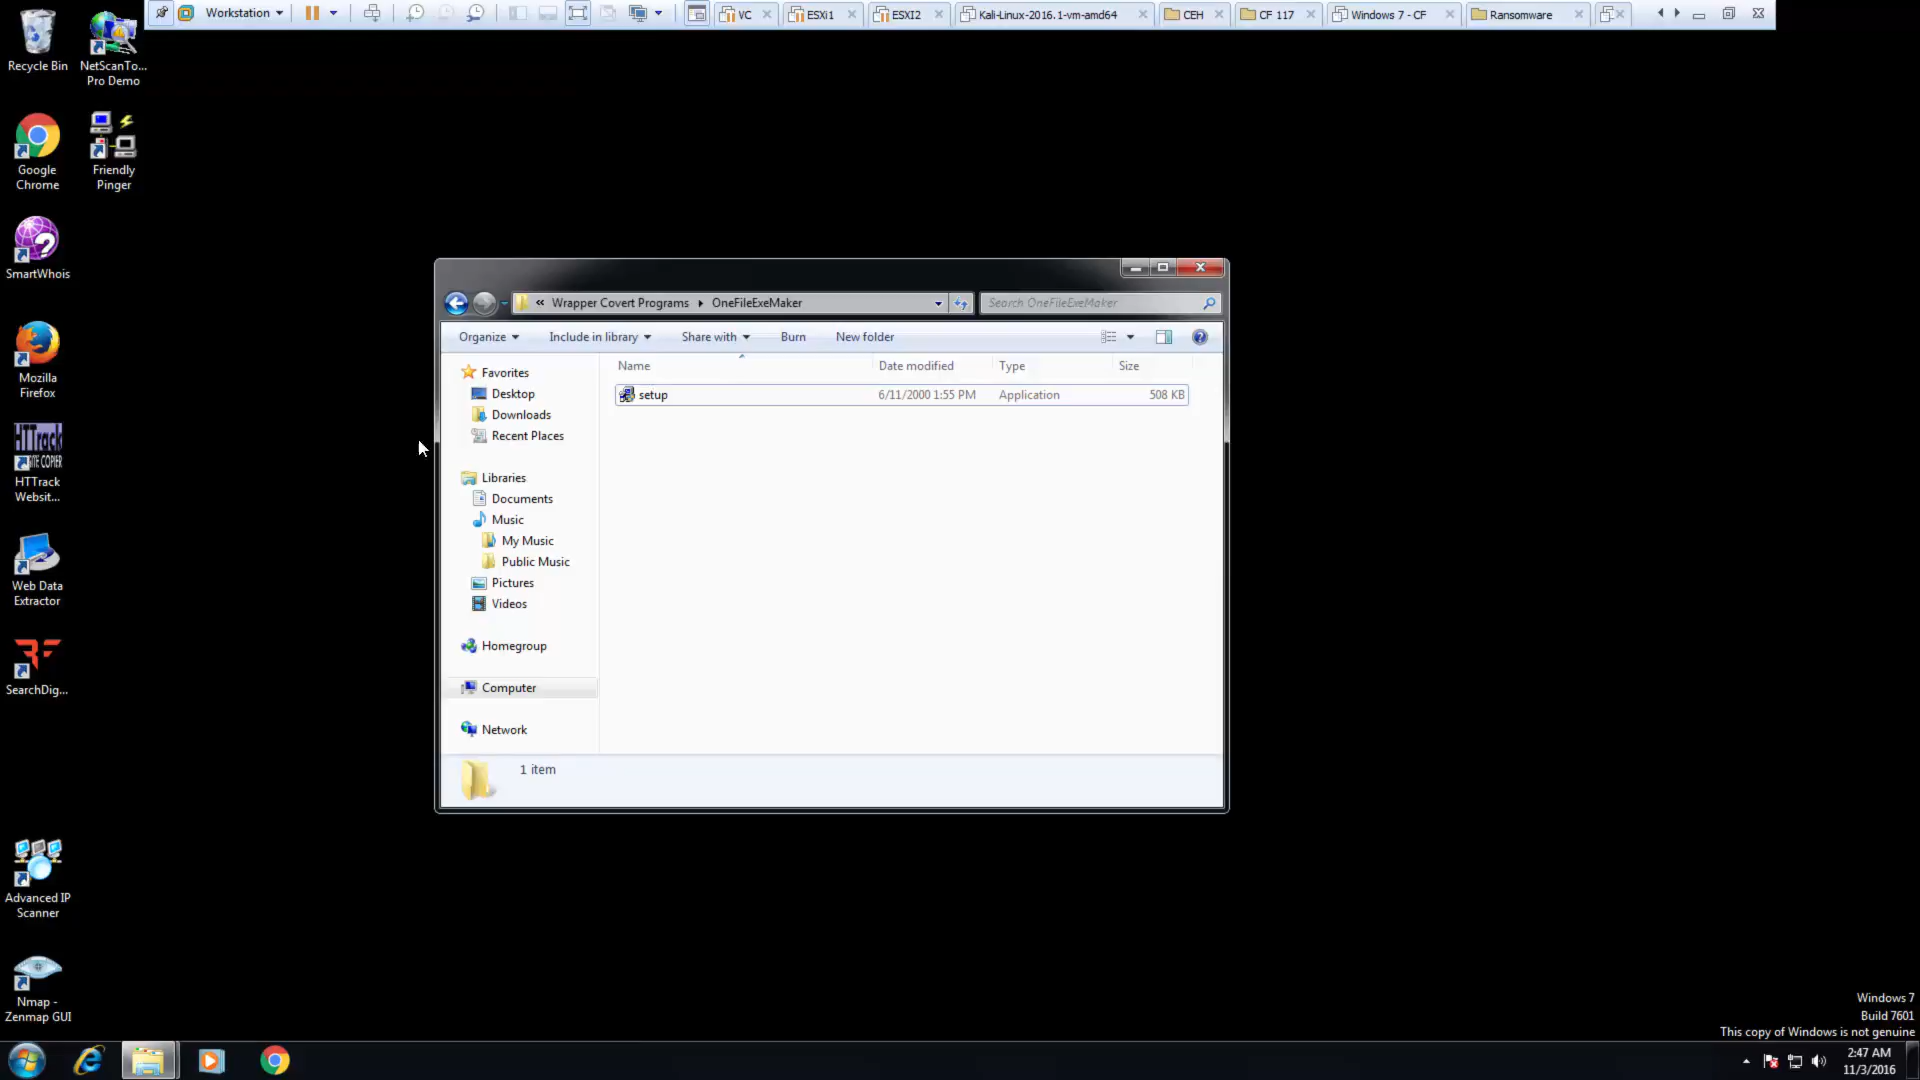 Workstation
VC
ESXi1
ESXI2
Kali-Linux-2016.1-vm-amd64
CEH
CF 117
Windows 7 - CF
Ransomware
Recycle Bin
NetScanTo...
Pro Demo
Google
Chrome
Friendly
Pinger
SmartWhois
Mozilla
Firefox
HTTrack
Websit...
Web Data
Extractor
SearchDig...
Advanced IP
Scanner
Nmap -
Zenmap GUI
« Wrapper Covert Programs OneFileExeMaker
Search OneFileExeMaker
Organize Include in library Share with Burn New folder
Favorites
Desktop
Downloads
Recent Places
Libraries
Documents
Music
My Music
Public Music
Pictures
Videos
Homegroup
Computer
Network
Name Date modified Type Size
setup 6/11/2000 1:55 PM Application 508 KB
1 item
Windows 7
Build 7601
This copy of Windows is not genuine
2:47 AM
11/3/2016